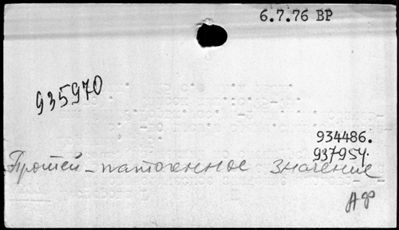 6.7.76 ВР
935970
934486.
937954.
Протей-патогенное значение
АФ